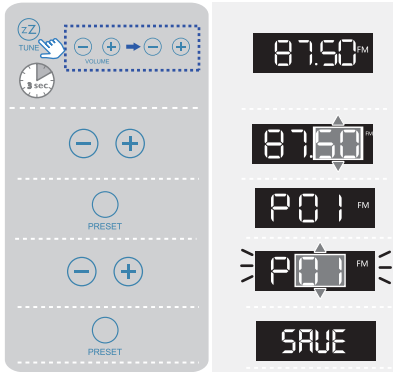 zZ
TUNE
VOLUME
3 sec.
87.50 FM
87.50 FM
PRESET
P01 FM
P01 FM
PRESET
SAVE